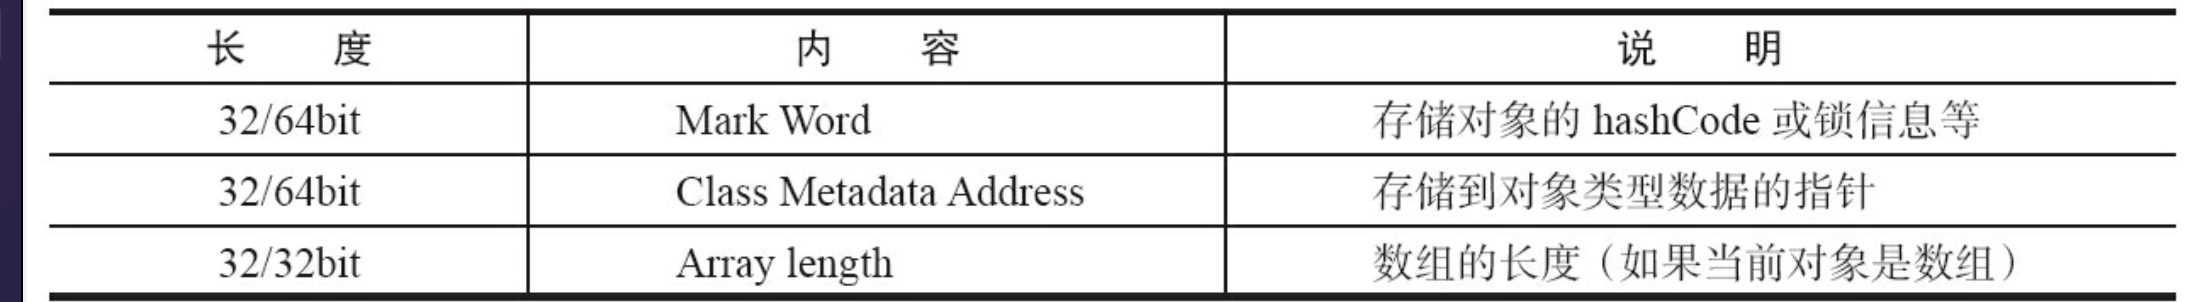 长 度 内 容 说 明
32/64bit Mark Word 存储对象的 hashCode 或锁信息等
32/64bit Class Metadata Address 存储到对象类型数据的指针
32/32bit Array length 数组的长度（如果当前对象是数组）